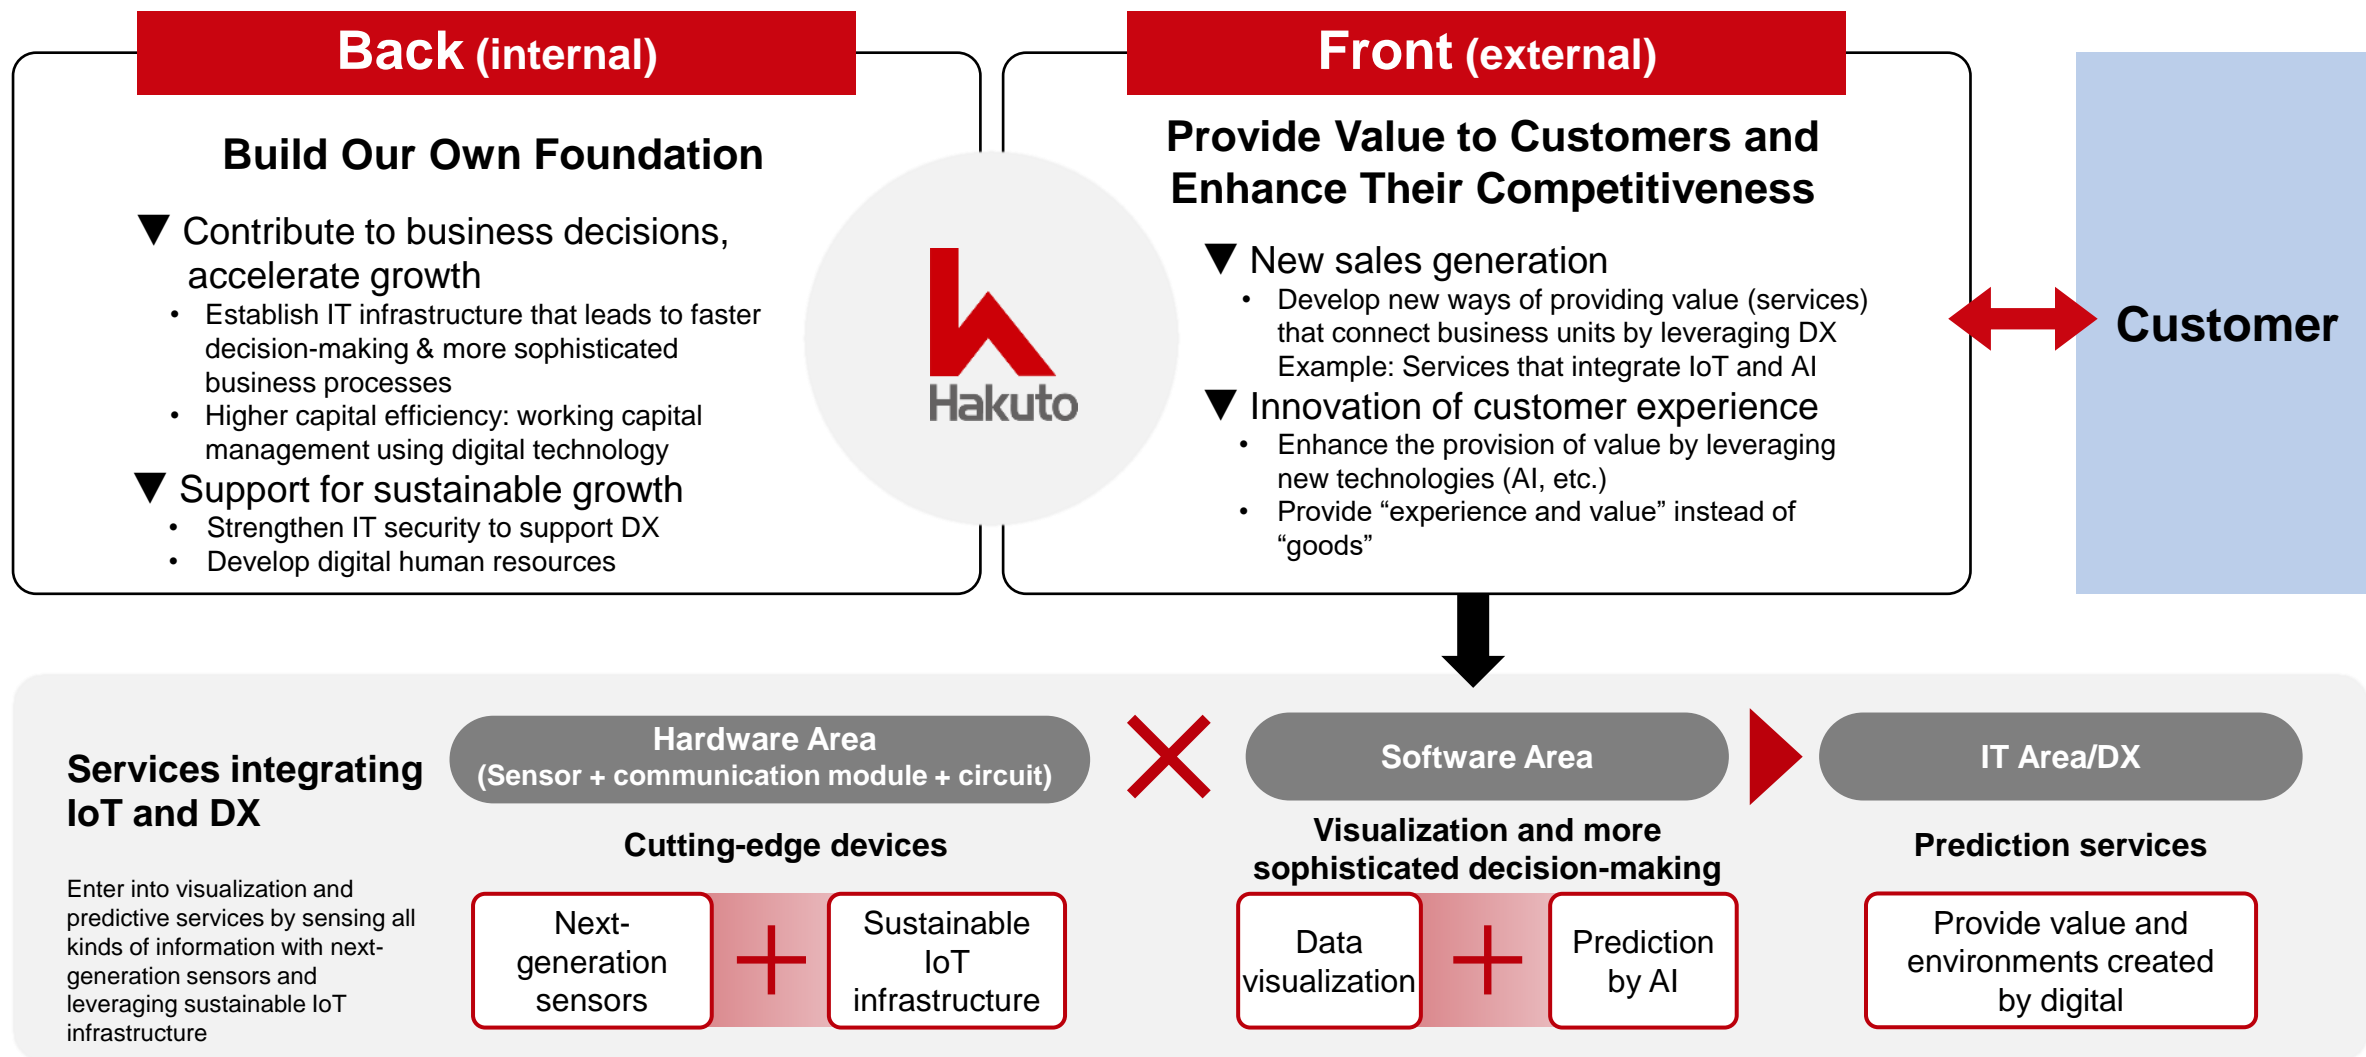 Back (internal)
Build Our Own Foundation
▼ Contribute to business decisions,
accelerate growth
• Establish IT infrastructure that leads to faster
decision-making & more sophisticated
business processes
• Higher capital efficiency: working capital
management using digital technology
▼ Support for sustainable growth
• Strengthen IT security to support DX
• Develop digital human resources
Hakuto
Front (external)
Provide Value to Customers and
Enhance Their Competitiveness
▼ New sales generation
• Develop new ways of providing value (services)
that connect business units by leveraging DX
Example: Services that integrate IoT and AI
▼ Innovation of customer experience
• Enhance the provision of value by leveraging
new technologies (AI, etc.)
• Provide “experience and value” instead of
“goods”
Customer
Services integrating
IoT and DX
Enter into visualization and
predictive services by sensing all
kinds of information with next-
generation sensors and
leveraging sustainable IoT
infrastructure
Hardware Area
(Sensor + communication module + circuit)
Cutting-edge devices
Next-
generation
sensors
Sustainable
IoT
infrastructure
Software Area
Visualization and more
sophisticated decision-making
Data
visualization
Prediction
by AI
IT Area/DX
Prediction services
Provide value and
environments created
by digital